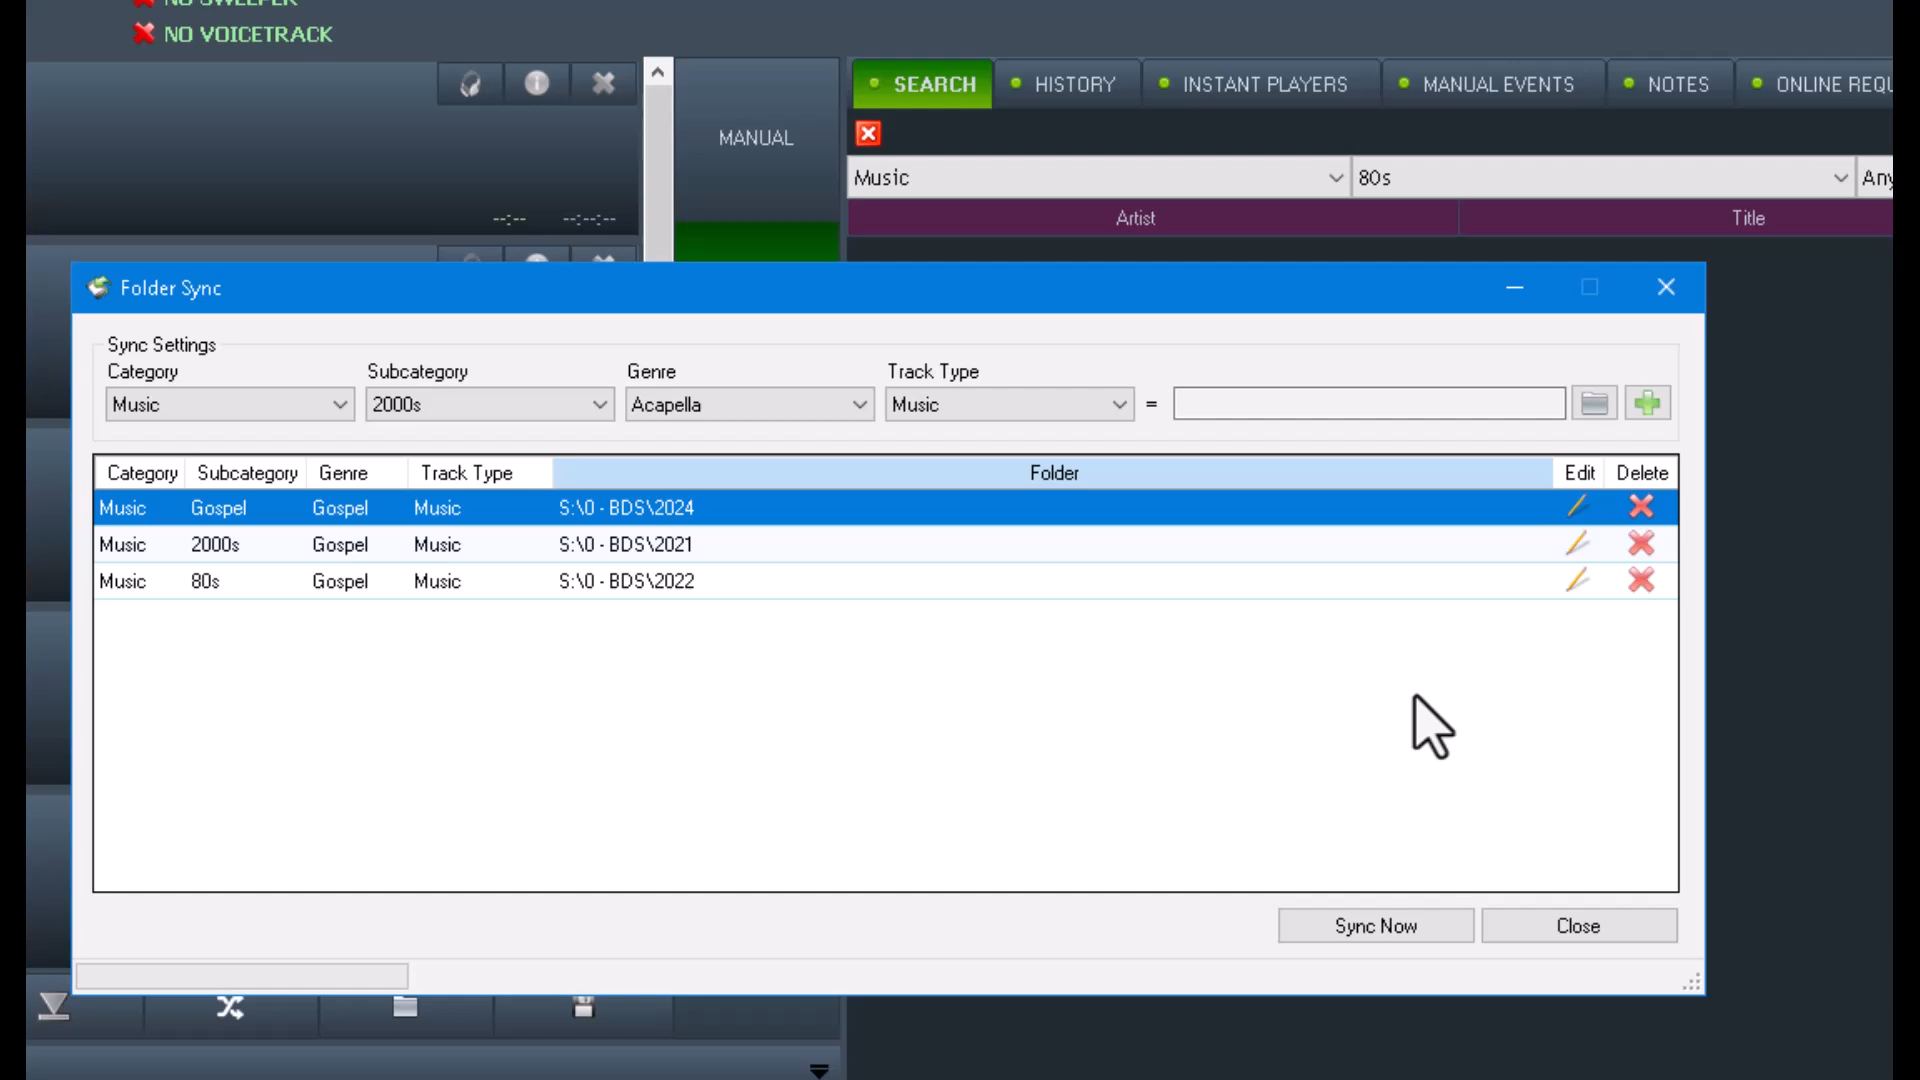 NO SWEEPER
NO VOICETRACK
MANUAL
SEARCH HISTORY INSTANT PLAYERS MANUAL EVENTS NOTES ONLINE REQU
Music 80s Any
Artist Title
--:-- --:--:--
Folder Sync
Sync Settings
Category Subcategory Genre Track Type
Music 2000s Acapella Music =
Category Subcategory Genre Track Type Folder Edit Delete
Music Gospel Gospel Music S:\0 - BDS\2024
Music 2000s Gospel Music S:\0 - BDS\2021
Music 80s Gospel Music S:\0 - BDS\2022
Sync Now Close